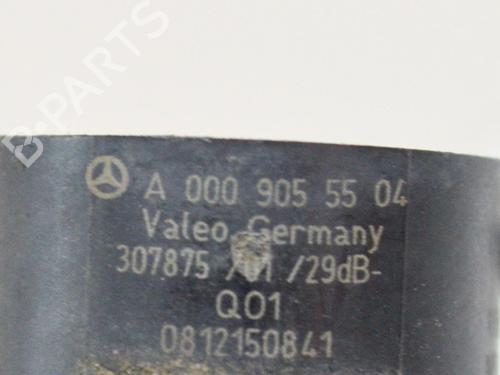 B-PARTS
A 000 905 55 04
Valeo Germany
307875 /01 /29dB-
Q01
0812150841